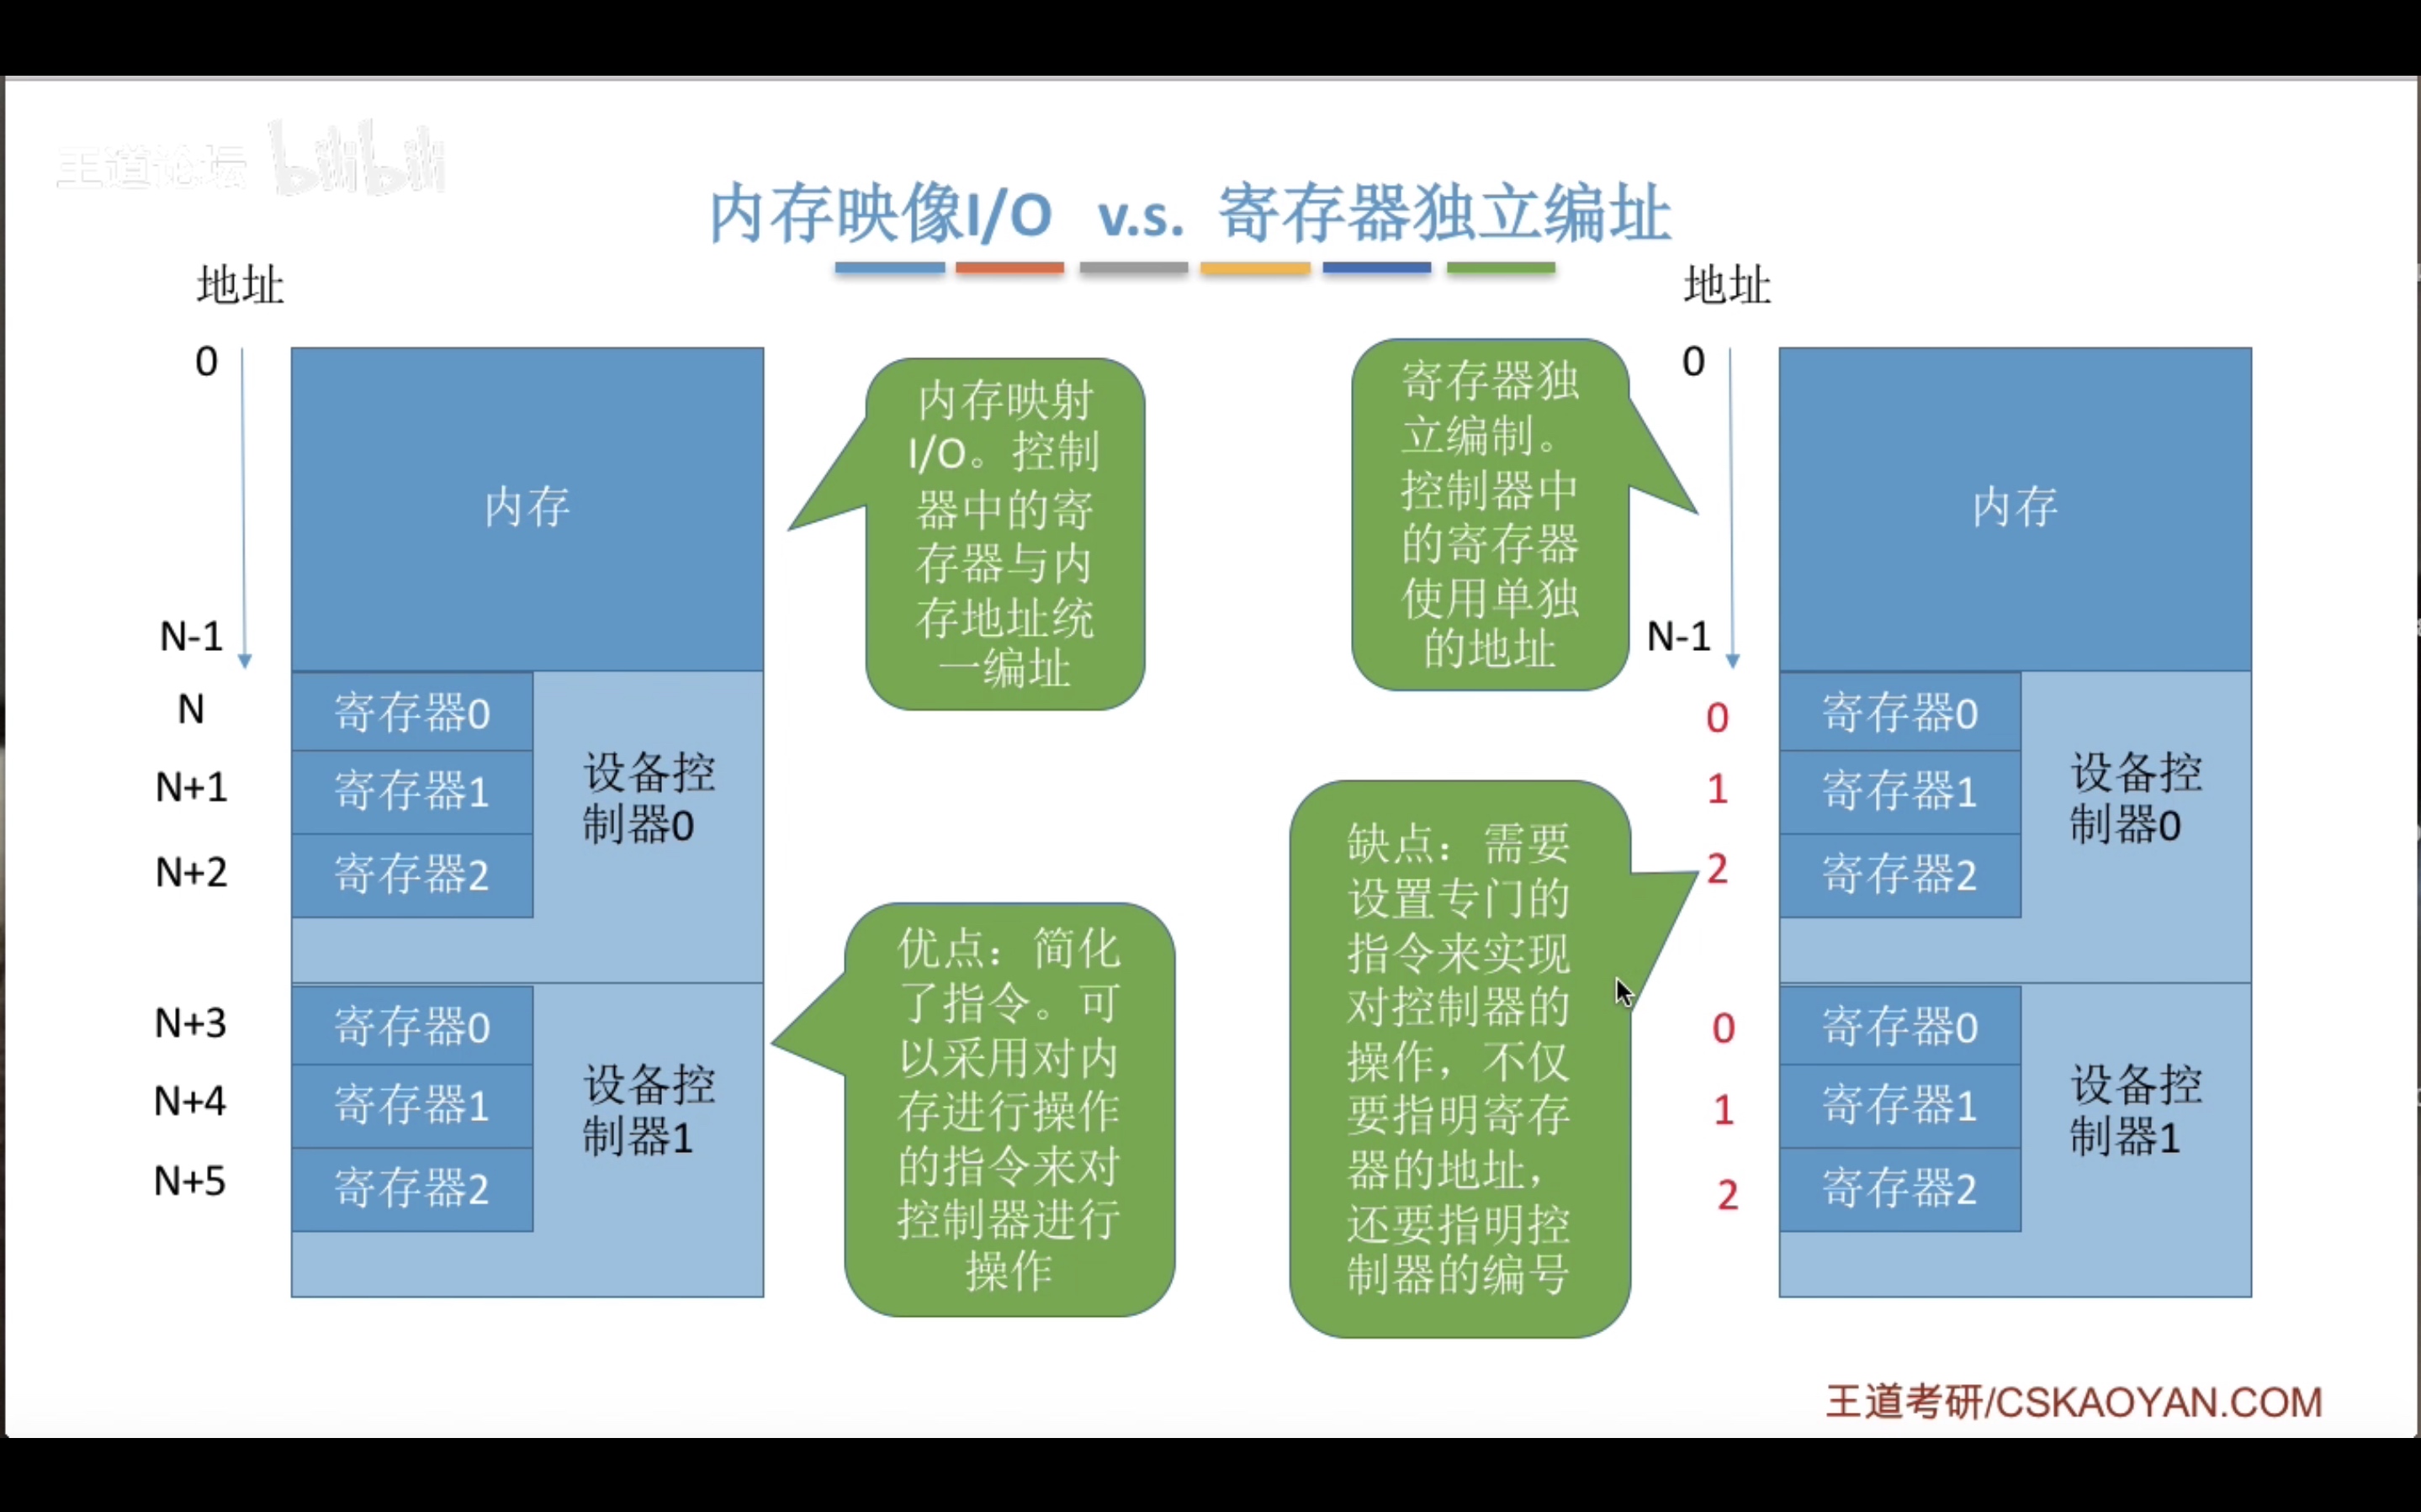 王道论坛 bilibili
内存映像I/O v.s. 寄存器独立编址
地址
0
N-1
N
N+1
N+2
N+3
N+4
N+5
内存
寄存器0
寄存器1
寄存器2
设备控
制器0
寄存器0
寄存器1
寄存器2
设备控
制器1
内存映射
I/O。控制
器中的寄
存器与内
存地址统
一编址
优点：简化
了指令。可
以采用对内
存进行操作
的指令来对
控制器进行
操作
寄存器独
立编制。
控制器中
的寄存器
使用单独
的地址
缺点：需要
设置专门的
指令来实现
对控制器的
操作，不仅
要指明寄存
器的地址，
还要指明控
制器的编号
地址
0
N-1
0
1
2
0
1
2
内存
寄存器0
寄存器1
寄存器2
设备控
制器0
寄存器0
寄存器1
寄存器2
设备控
制器1
王道考研/CSKAOYAN.COM